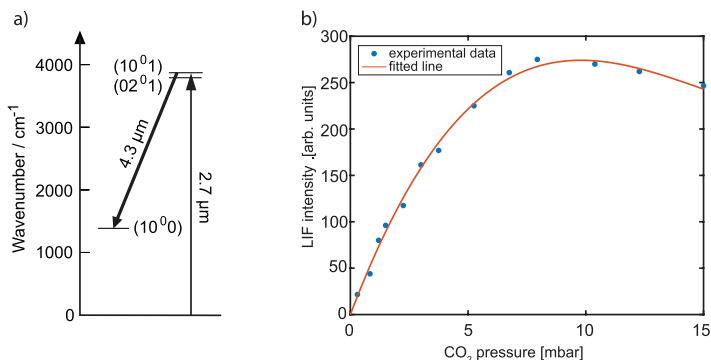 a)
Wavenumber / cm⁻¹
4000
3000
2000
1000
0
(10⁰1)
(02⁰1)
4.3 µm
2.7 µm
(10⁰0)
b)
LIF intensity .[arb. units]
300
250
200
150
100
50
0
experimental data
fitted line
0
5
10
15
CO₂ pressure [mbar]